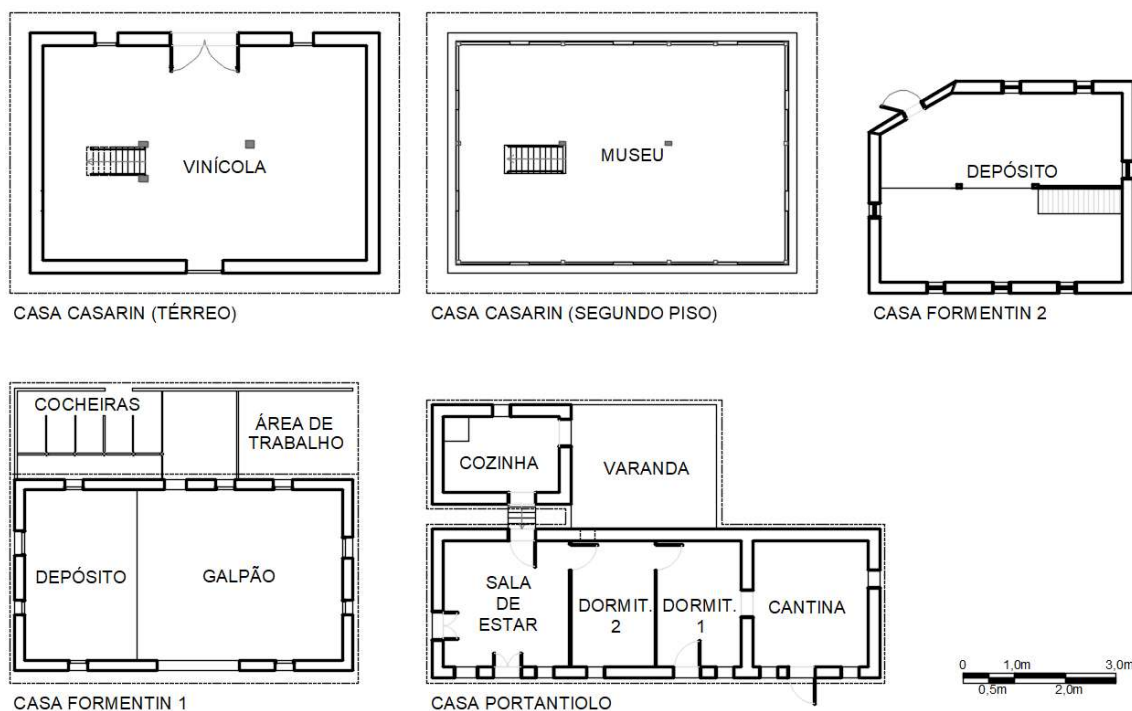 VINÍCOLA
MUSEU
DEPÓSITO
CASA CASARIN (TÉRREO)
CASA CASARIN (SEGUNDO PISO)
CASA FORMENTIN 2
COCHEIRAS
ÁREA DE
TRABALHO
DEPÓSITO
GALPÃO
CASA FORMENTIN 1
COZINHA
VARANDA
SALA
DE
ESTAR
DORMIT.
2
DORMIT.
1
CANTINA
CASA PORTANTIOLO
0 1,0m 3,0m
0,5m 2,0m